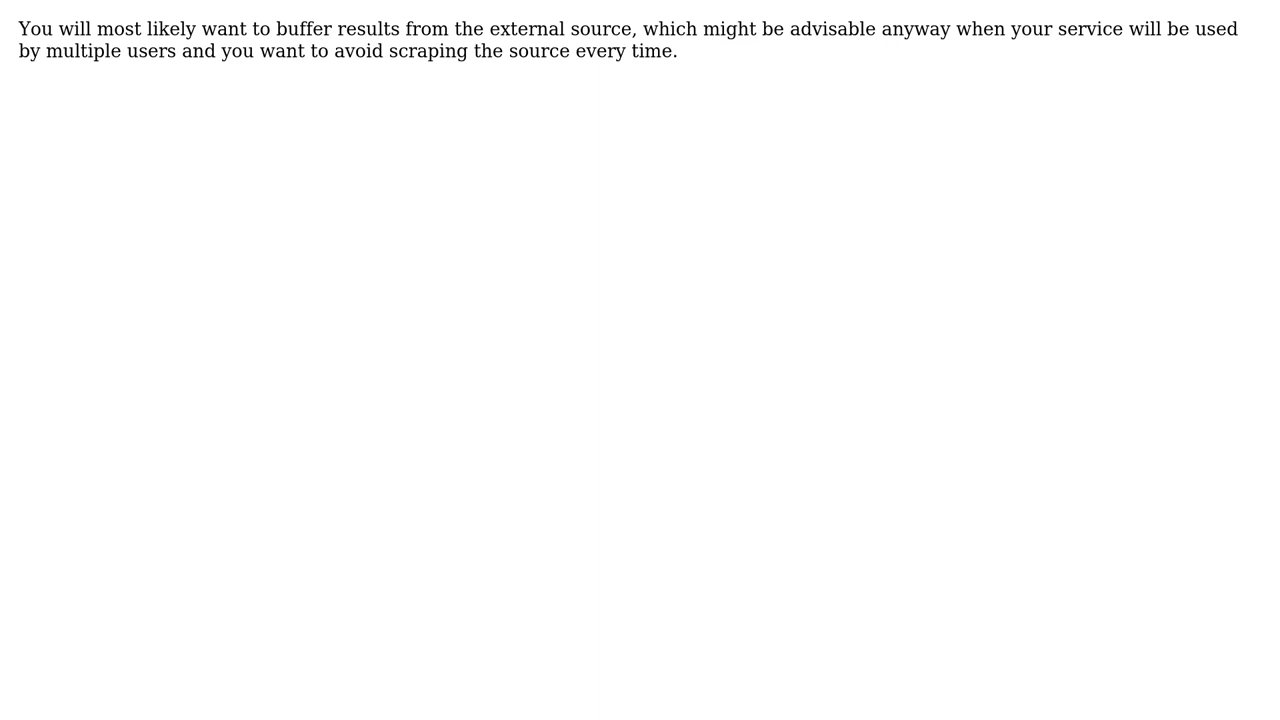 You will most likely want to buffer results from the external source, which might be advisable anyway when your service will be used
by multiple users and you want to avoid scraping the source every time.